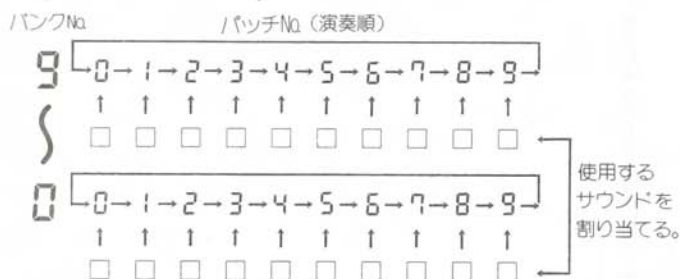 バンクNo.
パッチNo.（演奏順）
9 0→1→2→3→4→5→6→7→8→9→
↑ ↑ ↑ ↑ ↑ ↑ ↑ ↑ ↑ ↑
□ □ □ □ □ □ □ □ □ □ ←
〜
0 0→1→2→3→4→5→6→7→8→9→
↑ ↑ ↑ ↑ ↑ ↑ ↑ ↑ ↑ ↑
□ □ □ □ □ □ □ □ □ □ ←
使用する
サウンドを
割り当てる。